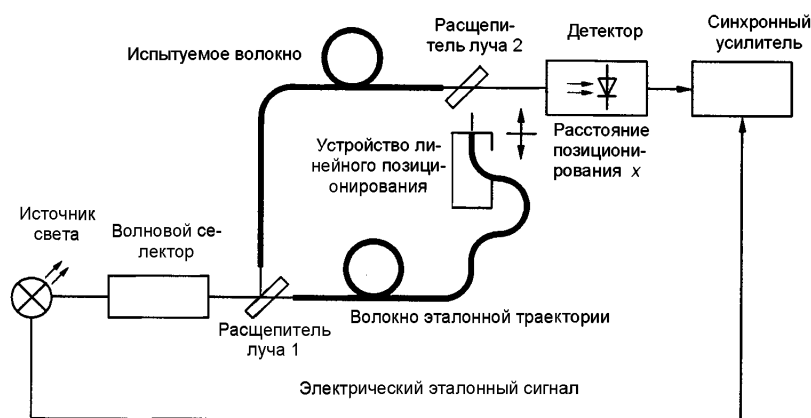 Испытуемое волокно
Расщепи-
тель луча 2
Детектор
Синхронный
усилитель
Устройство ли-
нейного позици-
онирования
Расстояние
позициони-
рования x
Источник
света
Волновой се-
лектор
Расщепитель
луча 1
Волокно эталонной траектории
Электрический эталонный сигнал